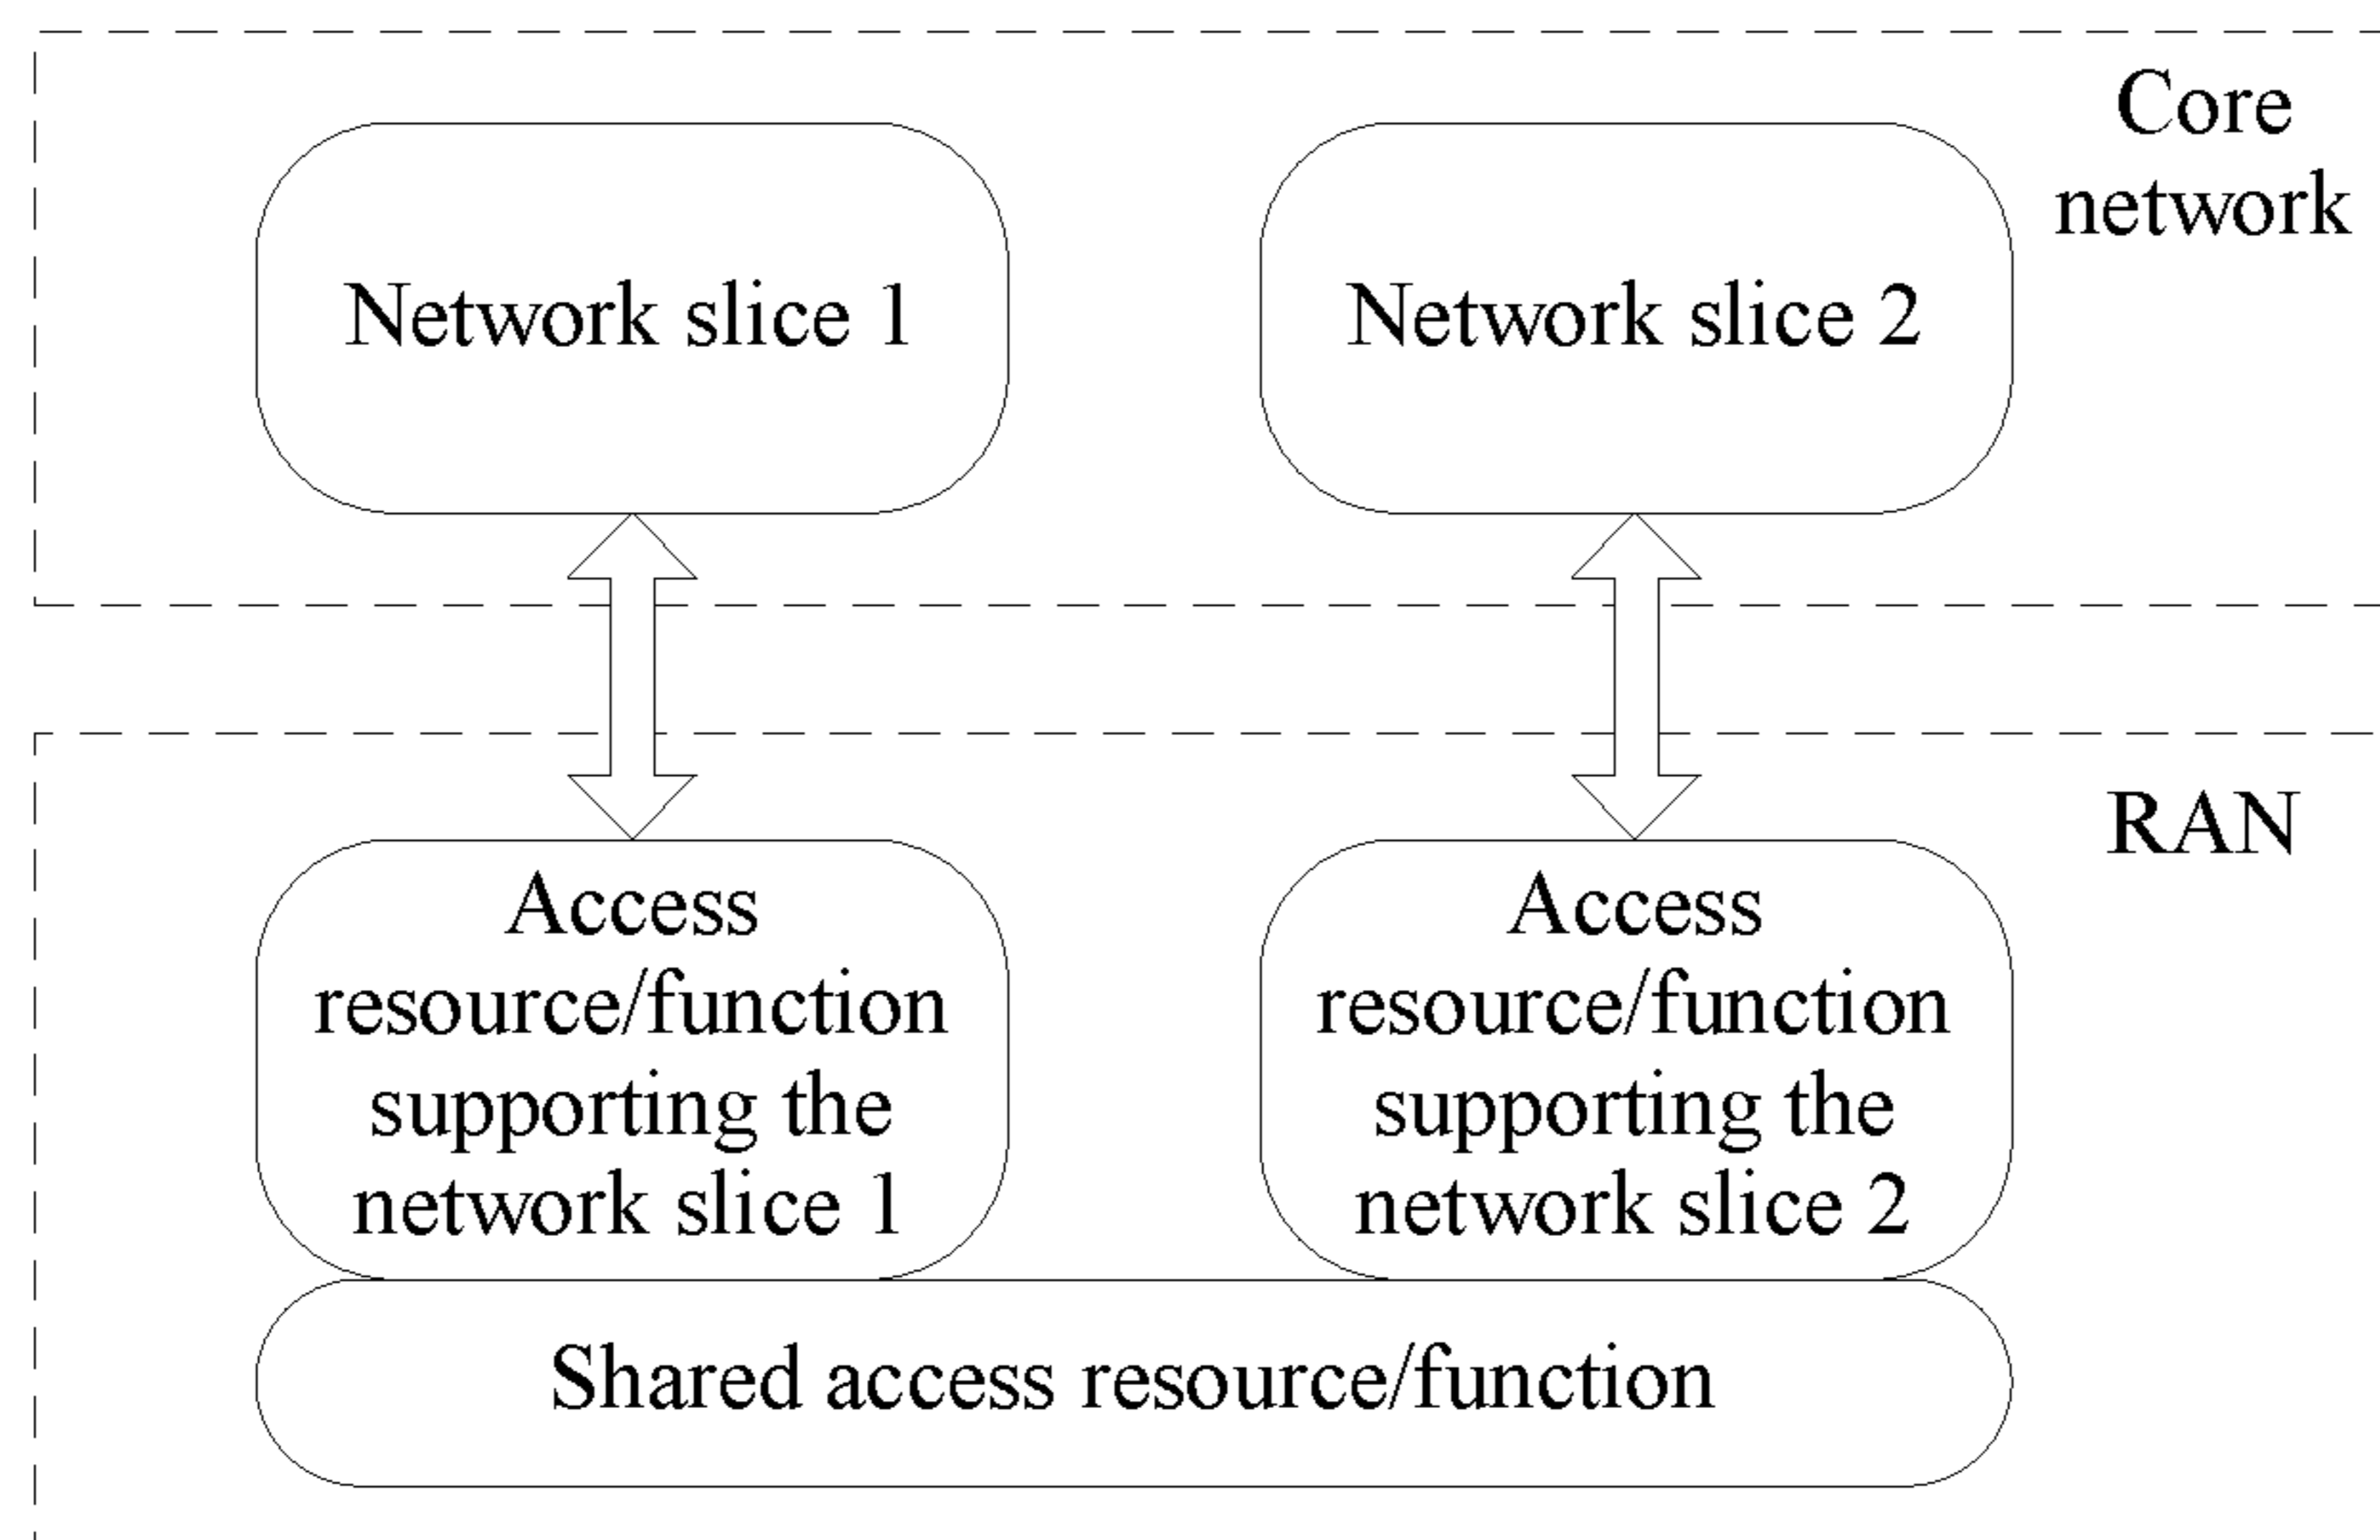 Core
network
Network slice 1
Network slice 2
RAN
Access
resource/function
supporting the
network slice 1
Access
resource/function
supporting the
network slice 2
Shared access resource/function